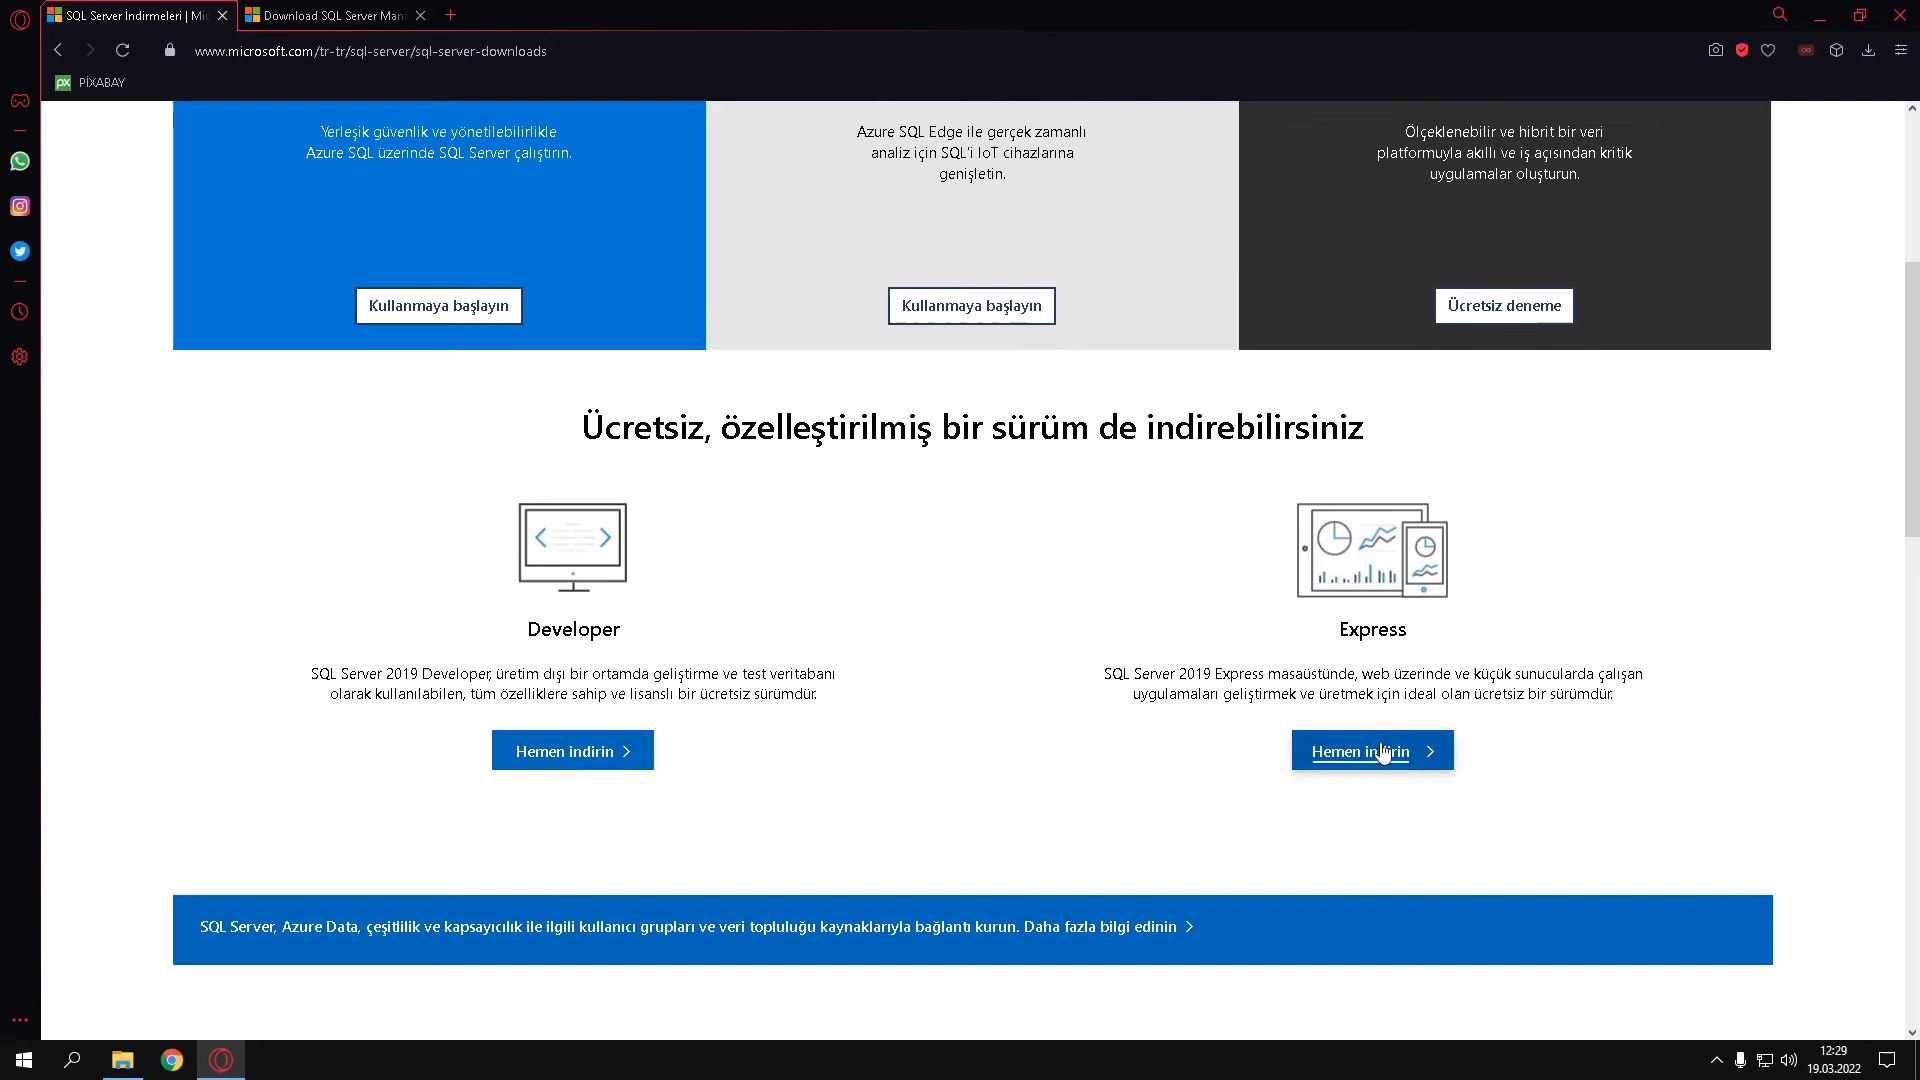 SQL Server İndirmeleri | Mic
Download SQL Server Mana
www.microsoft.com/tr-tr/sql-server/sql-server-downloads
px PİXABAY
Yerleşik güvenlik ve yönetilebilirlikle
Azure SQL üzerinde SQL Server çalıştırın.
Kullanmaya başlayın
Azure SQL Edge ile gerçek zamanlı
analiz için SQL'i IoT cihazlarına
genişletin.
Kullanmaya başlayın
Ölçeklenebilir ve hibrit bir veri
platformuyla akıllı ve iş açısından kritik
uygulamalar oluşturun.
Ücretsiz deneme
Ücretsiz, özelleştirilmiş bir sürüm de indirebilirsiniz
Developer
SQL Server 2019 Developer, üretim dışı bir ortamda geliştirme ve test veritabanı
olarak kullanılabilen, tüm özelliklere sahip ve lisanslı bir ücretsiz sürümdür.
Hemen indirin
Express
SQL Server 2019 Express masaüstünde, web üzerinde ve küçük sunucularda çalışan
uygulamaları geliştirmek ve üretmek için ideal olan ücretsiz bir sürümdür.
Hemen indirin
SQL Server, Azure Data, çeşitlilik ve kapsayıcılık ile ilgili kullanıcı grupları ve veri topluluğu kaynaklarıyla bağlantı kurun. Daha fazla bilgi edinin
12:29
19.03.2022